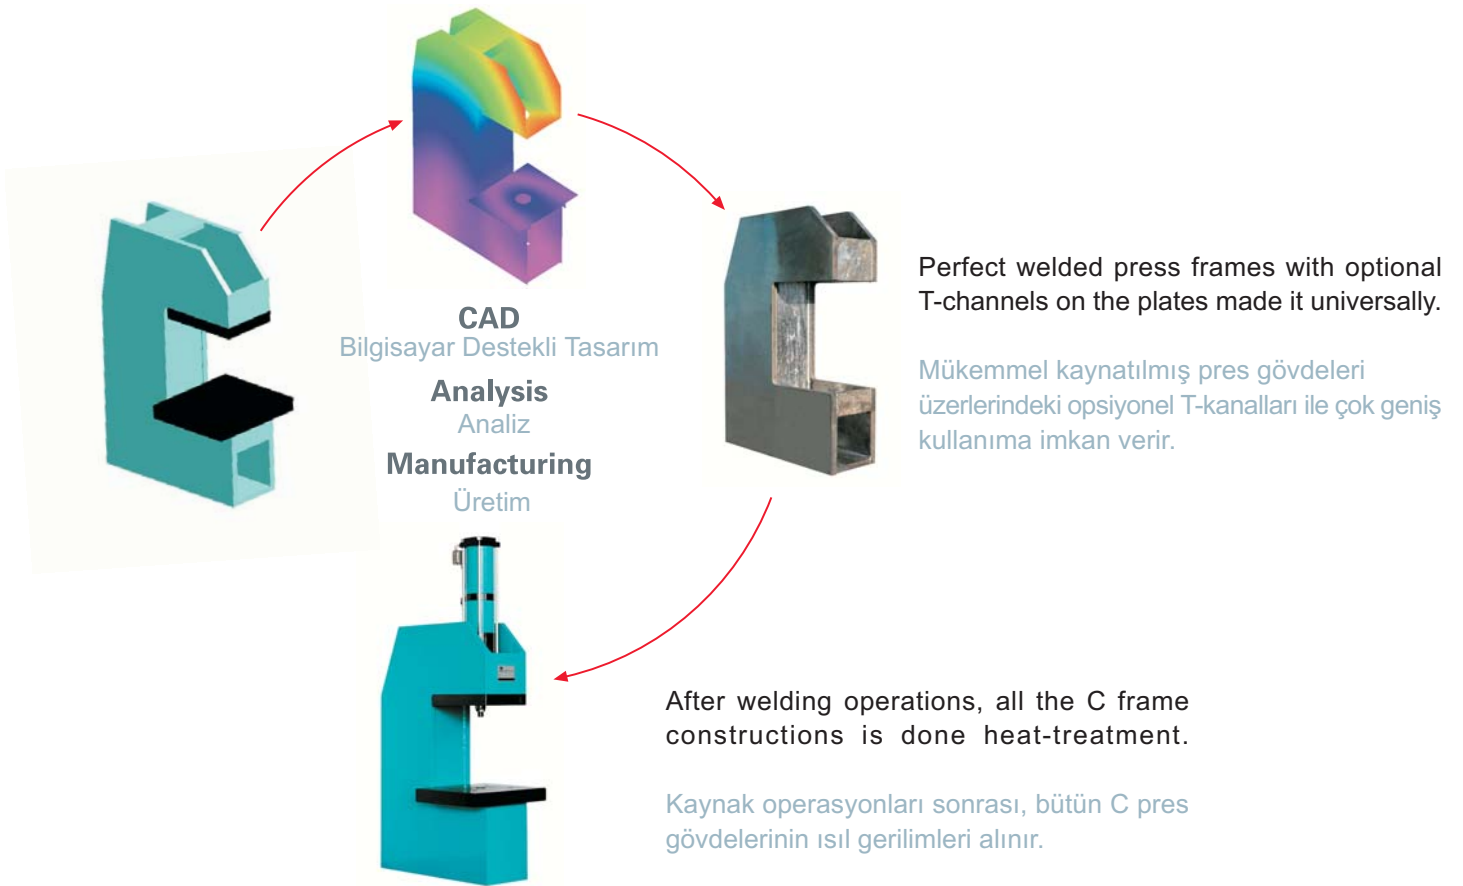 CAD
Bilgisayar Destekli Tasarım
Analysis
Analiz
Manufacturing
Üretim
Perfect welded press frames with optional
T-channels on the plates made it universally.
Mükemmel kaynatılmış pres gövdeleri
üzerlerindeki opsiyonel T-kanalları ile çok geniş
kullanıma imkan verir.
After welding operations, all the C frame
constructions is done heat-treatment.
Kaynak operasyonları sonrası, bütün C pres
gövdelerinin ısıl gerilimleri alınır.